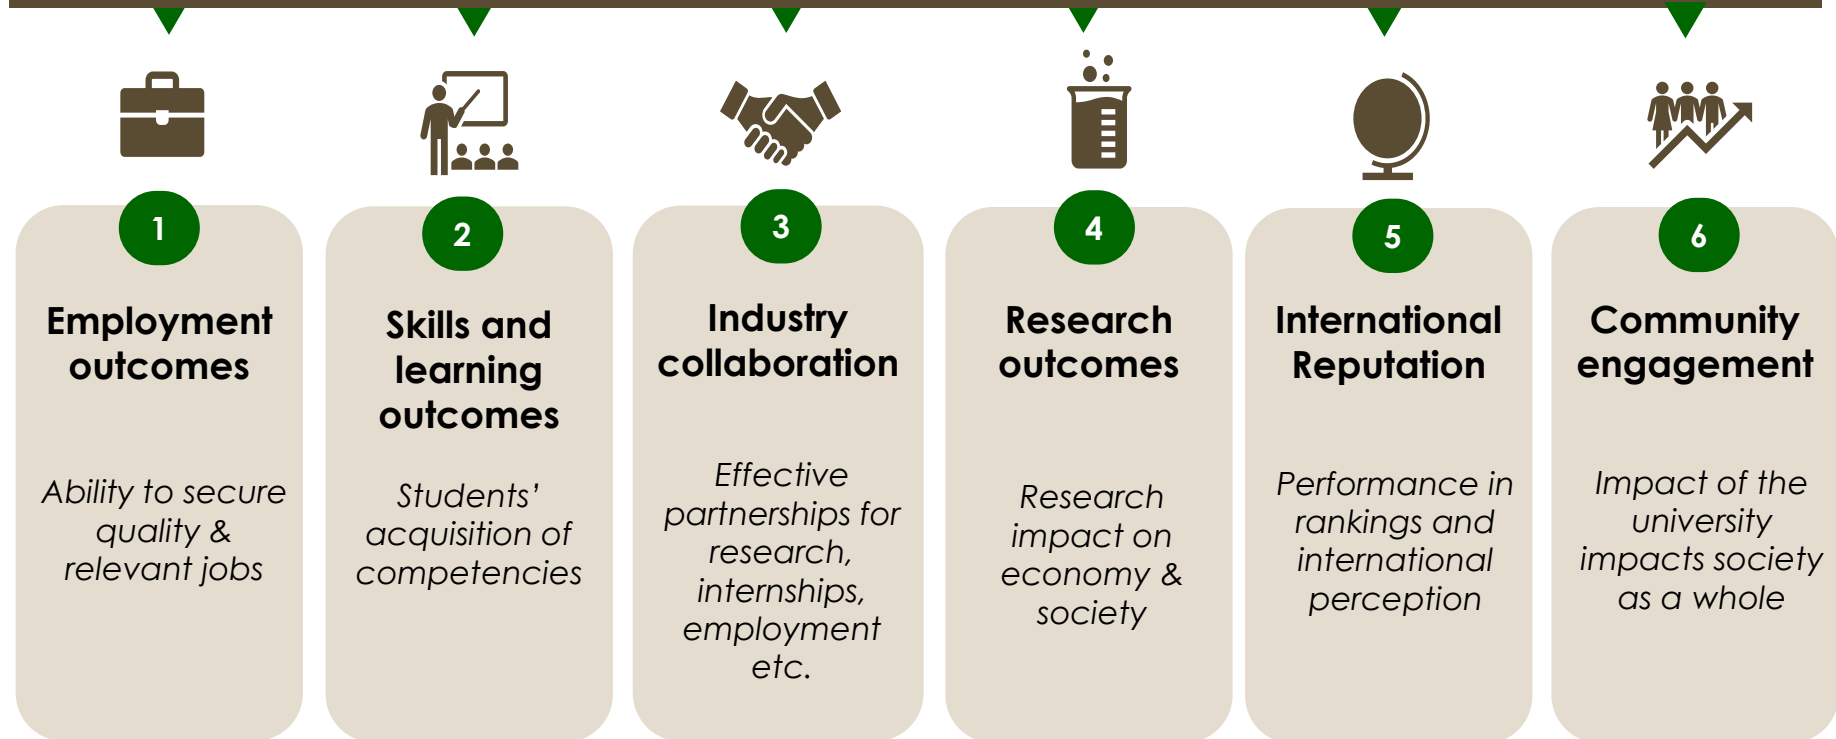 1
Employment
outcomes
Ability to secure
quality &
relevant jobs
2
Skills and
learning
outcomes
Students’
acquisition of
competencies
3
Industry
collaboration
Effective
partnerships for
research,
internships,
employment
etc.
4
Research
outcomes
Research
impact on
economy &
society
5
International
Reputation
Performance in
rankings and
international
perception
6
Community
engagement
Impact of the
university
impacts society
as a whole